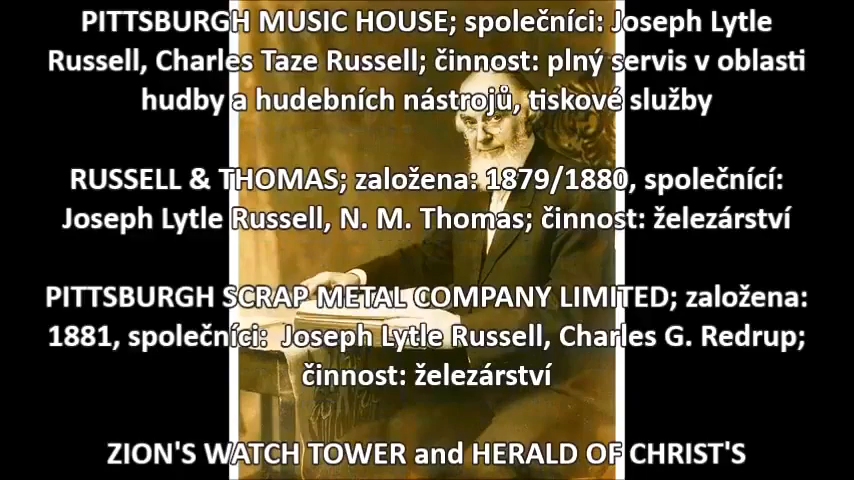 PITTSBURGH MUSIC HOUSE; společníci: Joseph Lytle
Russell, Charles Taze Russell; činnost: plný servis v oblasti
hudby a hudebních nástrojů, tiskové služby
RUSSELL & THOMAS; založena: 1879/1880, společnící:
Joseph Lytle Russell, N. M. Thomas; činnost: železárství
PITTSBURGH SCRAP METAL COMPANY LIMITED; založena:
1881, společníci: Joseph Lytle Russell, Charles G. Redrup;
činnost: železárství
ZION'S WATCH TOWER and HERALD OF CHRIST'S